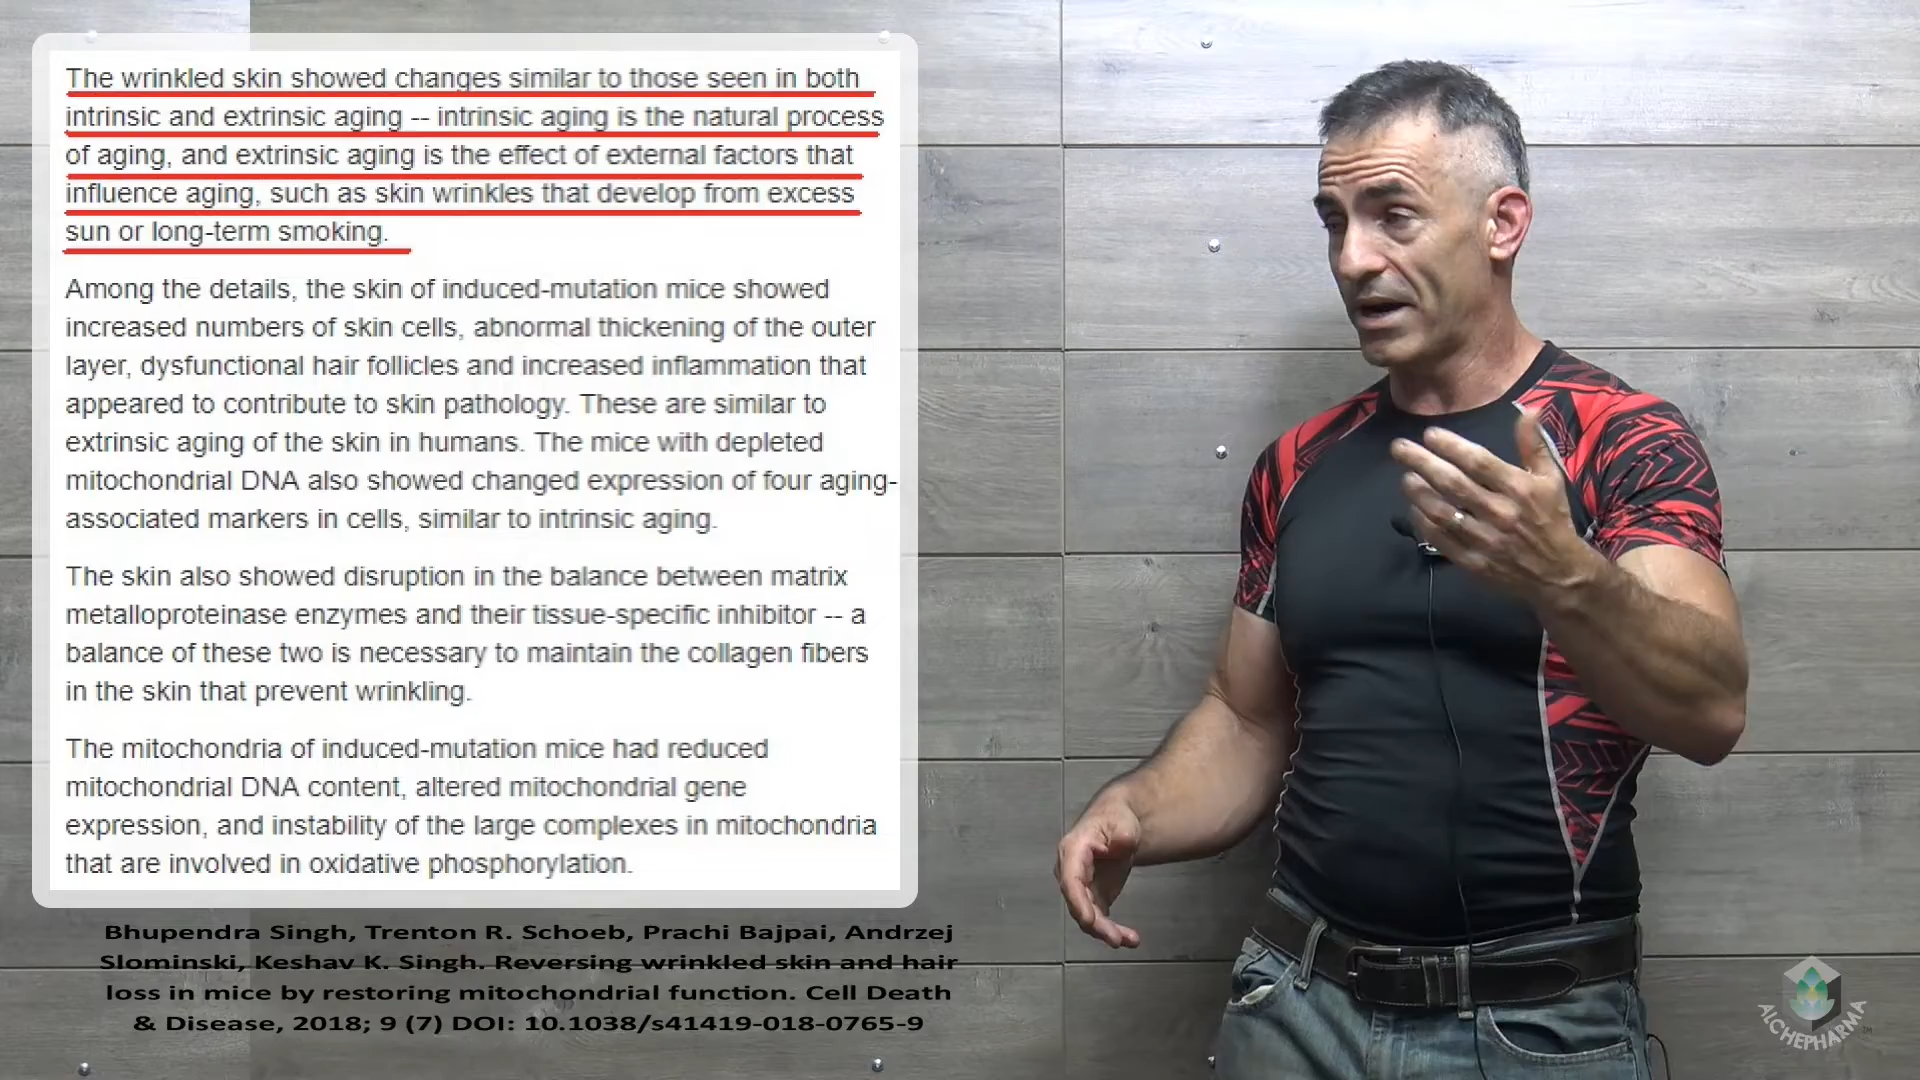 The wrinkled skin showed changes similar to those seen in both
intrinsic and extrinsic aging -- intrinsic aging is the natural process
of aging, and extrinsic aging is the effect of external factors that
influence aging, such as skin wrinkles that develop from excess
sun or long-term smoking.
Among the details, the skin of induced-mutation mice showed
increased numbers of skin cells, abnormal thickening of the outer
layer, dysfunctional hair follicles and increased inflammation that
appeared to contribute to skin pathology. These are similar to
extrinsic aging of the skin in humans. The mice with depleted
mitochondrial DNA also showed changed expression of four aging-
associated markers in cells, similar to intrinsic aging.
The skin also showed disruption in the balance between matrix
metalloproteinase enzymes and their tissue-specific inhibitor -- a
balance of these two is necessary to maintain the collagen fibers
in the skin that prevent wrinkling.
The mitochondria of induced-mutation mice had reduced
mitochondrial DNA content, altered mitochondrial gene
expression, and instability of the large complexes in mitochondria
that are involved in oxidative phosphorylation.
Bhupendra Singh, Trenton R. Schoeb, Prachi Bajpai, Andrzej
Slominski, Keshav K. Singh. Reversing wrinkled skin and hair
loss in mice by restoring mitochondrial function. Cell Death
& Disease, 2018; 9 (7) DOI: 10.1038/s41419-018-0765-9
ALCHEPHARMA